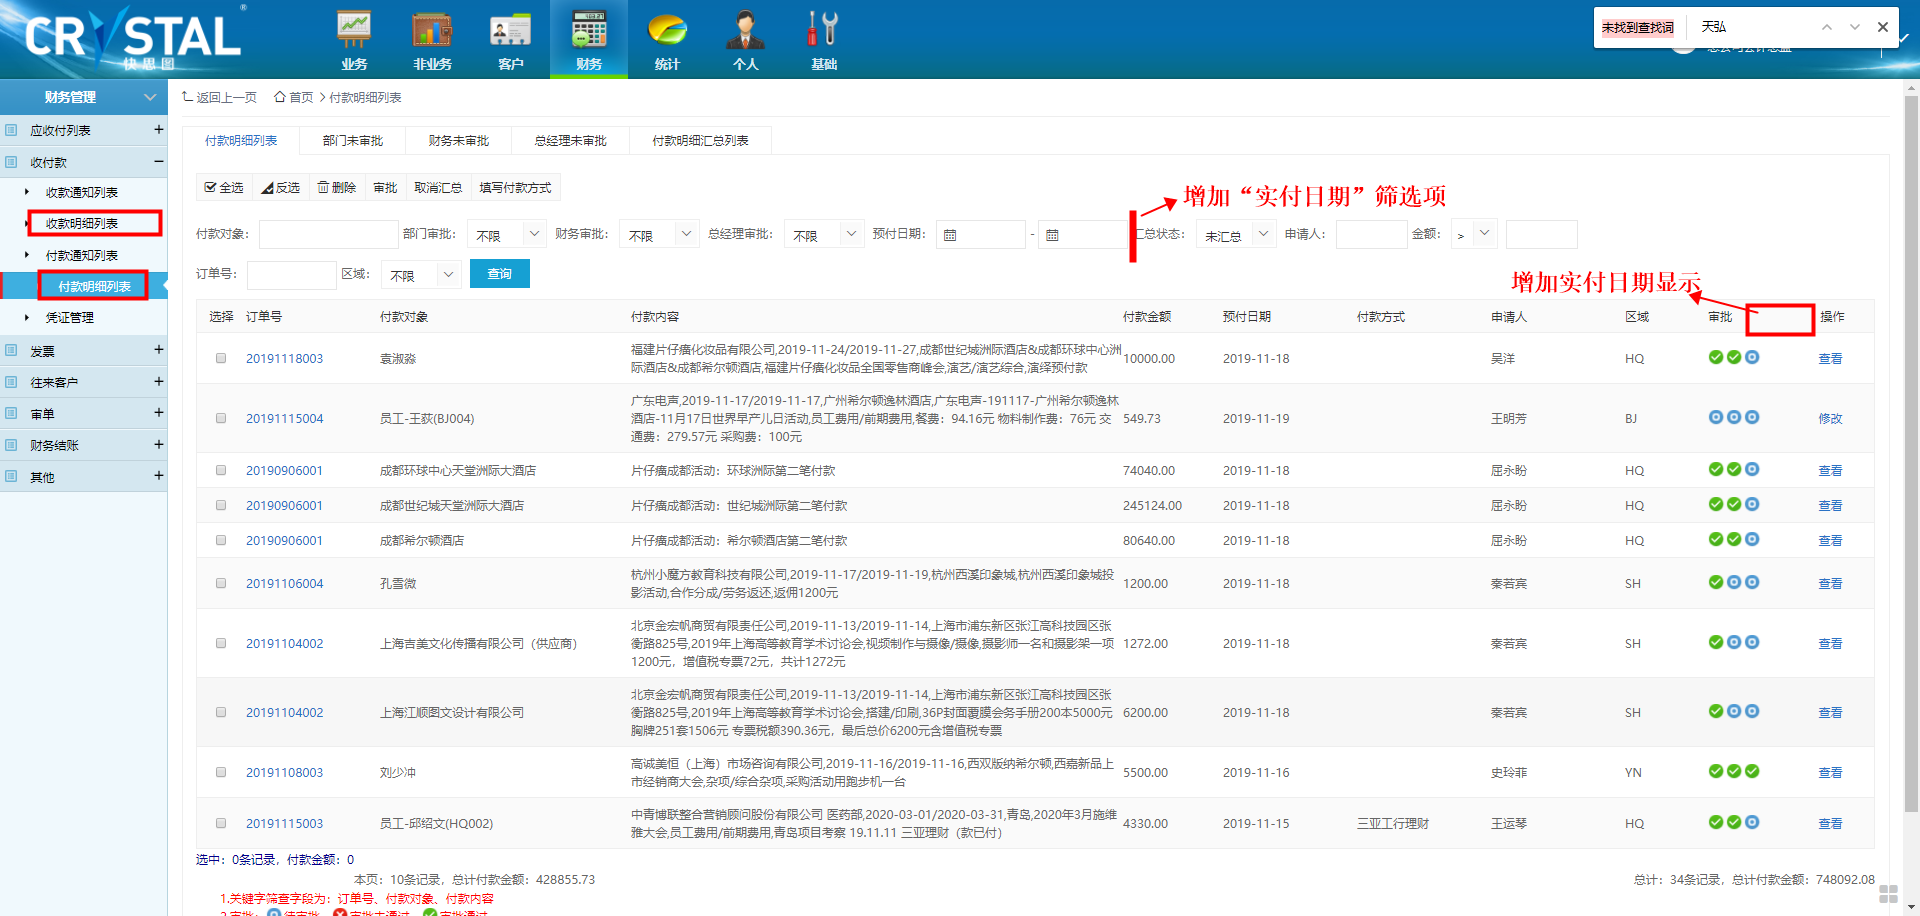 CRYSTAL ®
快思图
业务 非业务 客户 财务 统计 个人 基础
未找到查找词 天弘
财务管理
应收付列表
收付款
收款通知列表
收款明细列表
付款通知列表
付款明细列表
凭证管理
发票
往来客户
审单
财务结账
其他
返回上一页 首页 > 付款明细列表
付款明细列表 部门未审批 财务未审批 总经理未审批 付款明细汇总列表
全选 反选 删除 审批 取消汇总 填写付款方式
增加“实付日期”筛选项
付款对象: 部门审批: 不限 财务审批: 不限 总经理审批: 不限 预付日期: - 汇总状态: 未汇总 申请人: 金额: >
订单号: 区域: 不限 查询
增加实付日期显示
选择 订单号 付款对象 付款内容 付款金额 预付日期 付款方式 申请人 区域 审批 操作
20191118003 袁淑淼 福建片仔癀化妆品有限公司,2019-11-24/2019-11-27,成都世纪城洲际酒店&成都环球中心洲
际酒店&成都希尔顿酒店,福建片仔癀化妆品全国零售商峰会,演艺/演艺综合,演绎预付款 10000.00 2019-11-18 吴洋 HQ 查看
20191115004 员工-王荻(BJ004) 广东电声,2019-11-17/2019-11-17,广州希尔顿逸林酒店,广东电声-191117-广州希尔顿逸林
酒店-11月17日世界早产儿日活动,员工费用/前期费用,餐费：94.16元 物料制作费：76元 交
通费：279.57元 采购费：100元 549.73 2019-11-19 王明芳 BJ 修改
20190906001 成都环球中心天堂洲际大酒店 片仔癀成都活动：环球洲际第二笔付款 74040.00 2019-11-18 屈永盼 HQ 查看
20190906001 成都世纪城天堂洲际大酒店 片仔癀成都活动：世纪城洲际第二笔付款 245124.00 2019-11-18 屈永盼 HQ 查看
20190906001 成都希尔顿酒店 片仔癀成都活动：希尔顿酒店第二笔付款 80640.00 2019-11-18 屈永盼 HQ 查看
20191106004 孔雪微 杭州小魔方教育科技有限公司,2019-11-17/2019-11-19,杭州西溪印象城,杭州西溪印象城投
影活动,合作分成/劳务返还,返佣1200元 1200.00 2019-11-18 秦若宾 SH 查看
20191104002 上海吉美文化传播有限公司（供应商） 北京金宏帆商贸有限责任公司,2019-11-13/2019-11-14,上海市浦东新区张江高科技园区张
衡路825号,2019年上海高等教育学术讨论会,视频制作与摄像/摄像,摄影师一名和摄影架一项
1200元，增值税专票72元，共计1272元 1272.00 2019-11-18 秦若宾 SH 查看
20191104002 上海江顺图文设计有限公司 北京金宏帆商贸有限责任公司,2019-11-13/2019-11-14,上海市浦东新区张江高科技园区张
衡路825号,2019年上海高等教育学术讨论会,搭建/印刷,36P封面覆膜会务手册200本5000元
胸牌251套1506元 专票税额390.36元，最后总价6200元含增值税专票 6200.00 2019-11-18 秦若宾 SH 查看
20191108003 刘少冲 高诚美恒（上海）市场咨询有限公司,2019-11-16/2019-11-16,西双版纳希尔顿,西嘉新品上
市经销商大会,杂项/综合杂项,采购活动用跑步机一台 5500.00 2019-11-16 史玲菲 YN 查看
20191115003 员工-邱绍文(HQ002) 中青博联整合营销顾问股份有限公司 医药部,2020-03-01/2020-03-31,青岛,2020年3月施维
雅大会,员工费用/前期费用,青岛项目考察 19.11.11 三亚理财（款已付） 4330.00 2019-11-15 三亚工行理财 王运琴 HQ 查看
选中：0条记录，付款金额：0
本页：10条记录，总计付款金额：428855.73 总计：34条记录，总计付款金额：748092.08
1.关键字筛查字段为：订单号、付款对象、付款内容
2.审批： 待审批， 审批未通过， 审批通过